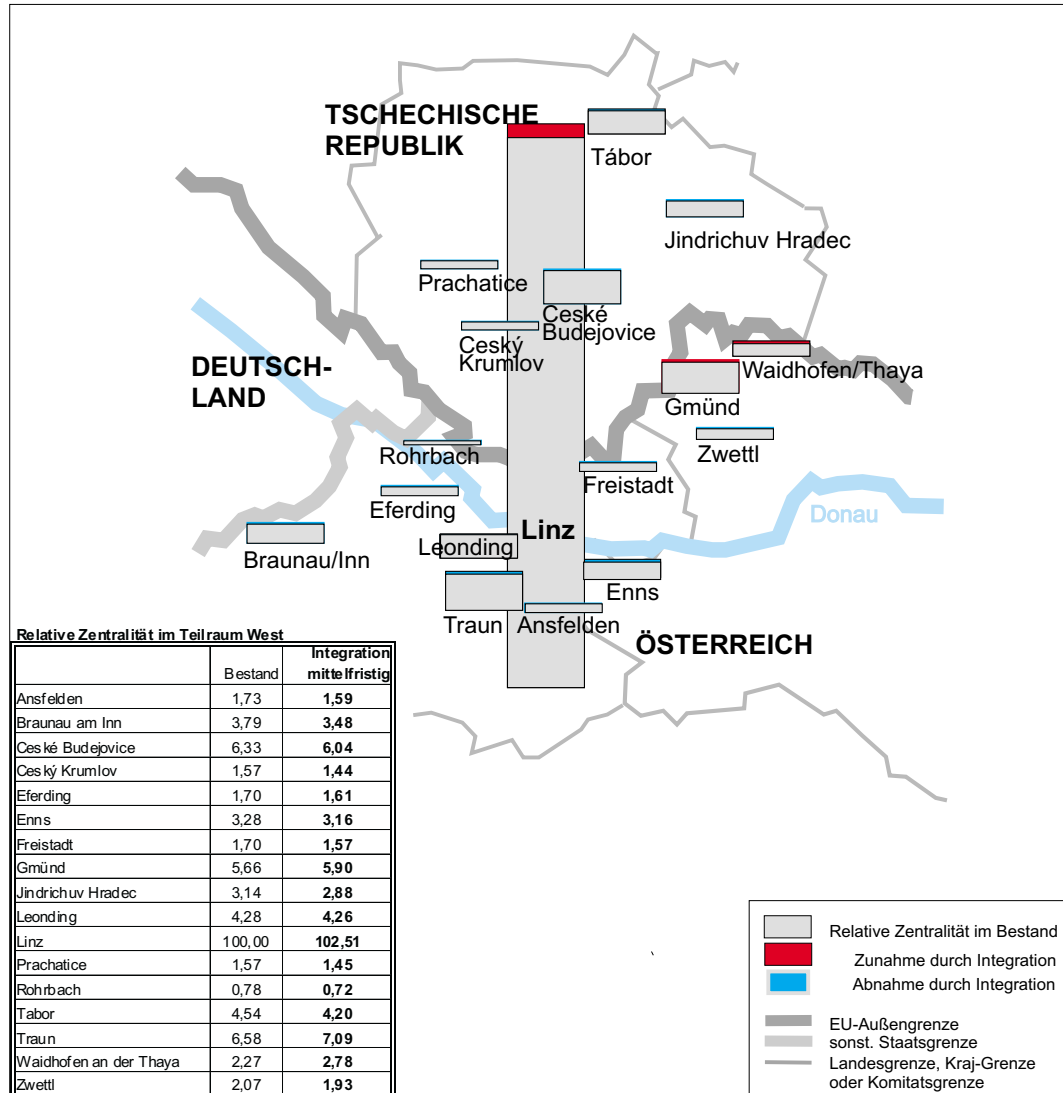 TSCHECHISCHE
REPUBLIK
Tábor
Jindrichuv Hradec
Prachatice
Ceské
Budejovice
Ceský
Krumlov
DEUTSCH-
LAND
Waidhofen/Thaya
Gmünd
Zwettl
Rohrbach
Freistadt
Eferding
Donau
Linz
Leonding
Braunau/Inn
Enns
Traun
Ansfelden
ÖSTERREICH
Relative Zentralität im Teilraum West
Bestand Integration mittelfristig
Ansfelden 1,73 1,59
Braunau am Inn 3,79 3,48
Ceské Budejovice 6,33 6,04
Ceský Krumlov 1,57 1,44
Eferding 1,70 1,61
Enns 3,28 3,16
Freistadt 1,70 1,57
Gmünd 5,66 5,90
Jindrichuv Hradec 3,14 2,88
Leonding 4,28 4,26
Linz 100,00 102,51
Prachatice 1,57 1,45
Rohrbach 0,78 0,72
Tabor 4,54 4,20
Traun 6,58 7,09
Waidhofen an der Thaya 2,27 2,78
Zwettl 2,07 1,93
Relative Zentralität im Bestand
Zunahme durch Integration
Abnahme durch Integration
EU-Außengrenze
sonst. Staatsgrenze
Landesgrenze, Kraj-Grenze
oder Komitatsgrenze